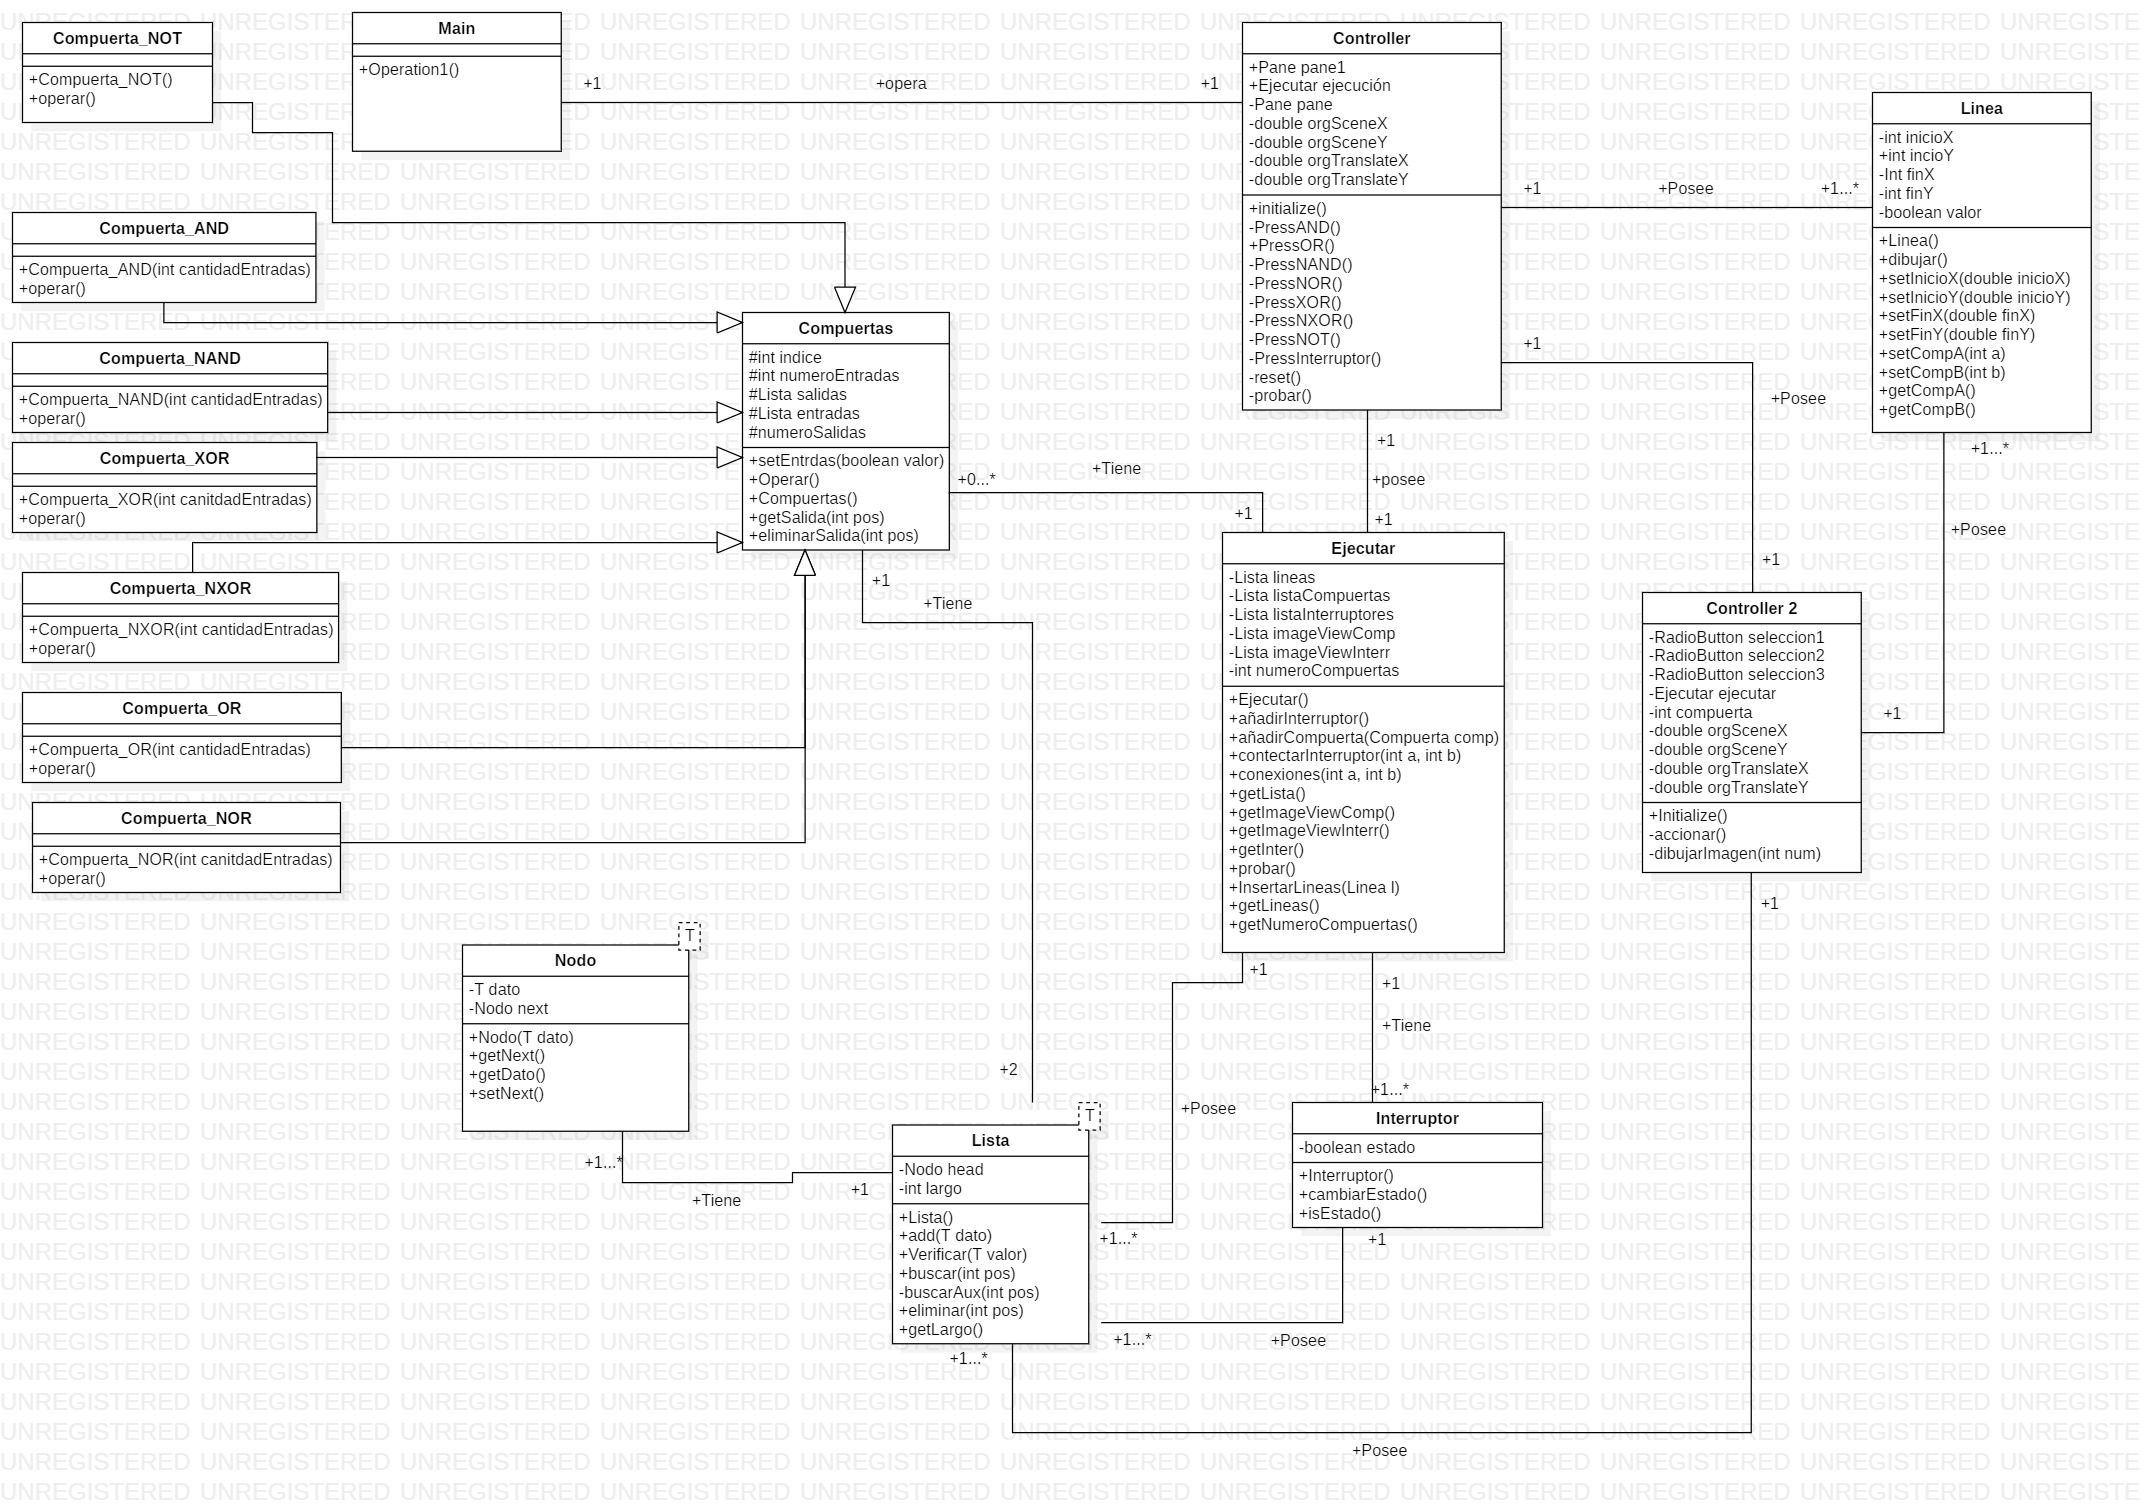 Compuerta_NOT
+Compuerta_NOT()
+operar()
Main
+Operation1()
+1
+opera
+1
Controller
+Pane pane1
+Ejecutar ejecución
-Pane pane
-double orgSceneX
-double orgSceneY
-double orgTranslateX
-double orgTranslateY
+initialize()
-PressAND()
+PressOR()
-PressNAND()
-PressNOR()
-PressXOR()
-PressNXOR()
-PressNOT()
-PressInterruptor()
-reset()
-probar()
+1
+Posee
+1...*
Linea
-int inicioX
+int incioY
-Int finX
-int finY
-boolean valor
+Linea()
+dibujar()
+setInicioX(double inicioX)
+setInicioY(double inicioY)
+setFinX(double finX)
+setFinY(double finY)
+setCompA(int a)
+setCompB(int b)
+getCompA()
+getCompB()
Compuerta_AND
+Compuerta_AND(int cantidadEntradas)
+operar()
Compuerta_NAND
+Compuerta_NAND(int cantidadEntradas)
+operar()
Compuerta_XOR
+Compuerta_XOR(int canitdadEntradas)
+operar()
Compuerta_NXOR
+Compuerta_NXOR(int cantidadEntradas)
+operar()
Compuerta_OR
+Compuerta_OR(int cantidadEntradas)
+operar()
Compuerta_NOR
+Compuerta_NOR(int canitdadEntradas)
+operar()
Compuertas
#int indice
#int numeroEntradas
#Lista salidas
#Lista entradas
#numeroSalidas
+setEntrdas(boolean valor)
+Operar()
+Compuertas()
+getSalida(int pos)
+eliminarSalida(int pos)
+0...*
+Tiene
+1
+1
+posee
+1
+1
+Posee
+1
+1...*
+Posee
+1
+1
+Tiene
+2
Ejecutar
-Lista lineas
-Lista listaCompuertas
-Lista listaInterruptores
-Lista imageViewComp
-Lista imageViewInterr
-int numeroCompuertas
+Ejecutar()
+añadirInterruptor()
+añadirCompuerta(Compuerta comp)
+contectarInterruptor(int a, int b)
+conexiones(int a, int b)
+getLista()
+getImageViewComp()
+getImageViewInterr()
+getInter()
+probar()
+InsertarLineas(Linea l)
+getLineas()
+getNumeroCompuertas()
Controller 2
-RadioButton seleccion1
-RadioButton seleccion2
-RadioButton seleccion3
-Ejecutar ejecutar
-int compuerta
-double orgSceneX
-double orgSceneY
-double orgTranslateX
-double orgTranslateY
+Initialize()
-accionar()
-dibujarImagen(int num)
+1
T
Nodo
-T dato
-Nodo next
+Nodo(T dato)
+getNext()
+getDato()
+setNext()
+1...*
+Tiene
+1
T
Lista
-Nodo head
-int largo
+Lista()
+add(T dato)
+Verificar(T valor)
+buscar(int pos)
-buscarAux(int pos)
+eliminar(int pos)
+getLargo()
+1
+Posee
+1...*
+1
+Tiene
+1...*
Interruptor
-boolean estado
+Interruptor()
+cambiarEstado()
+isEstado()
+1
+1...*
+Posee
+1...*
+Posee
UNREGISTERED